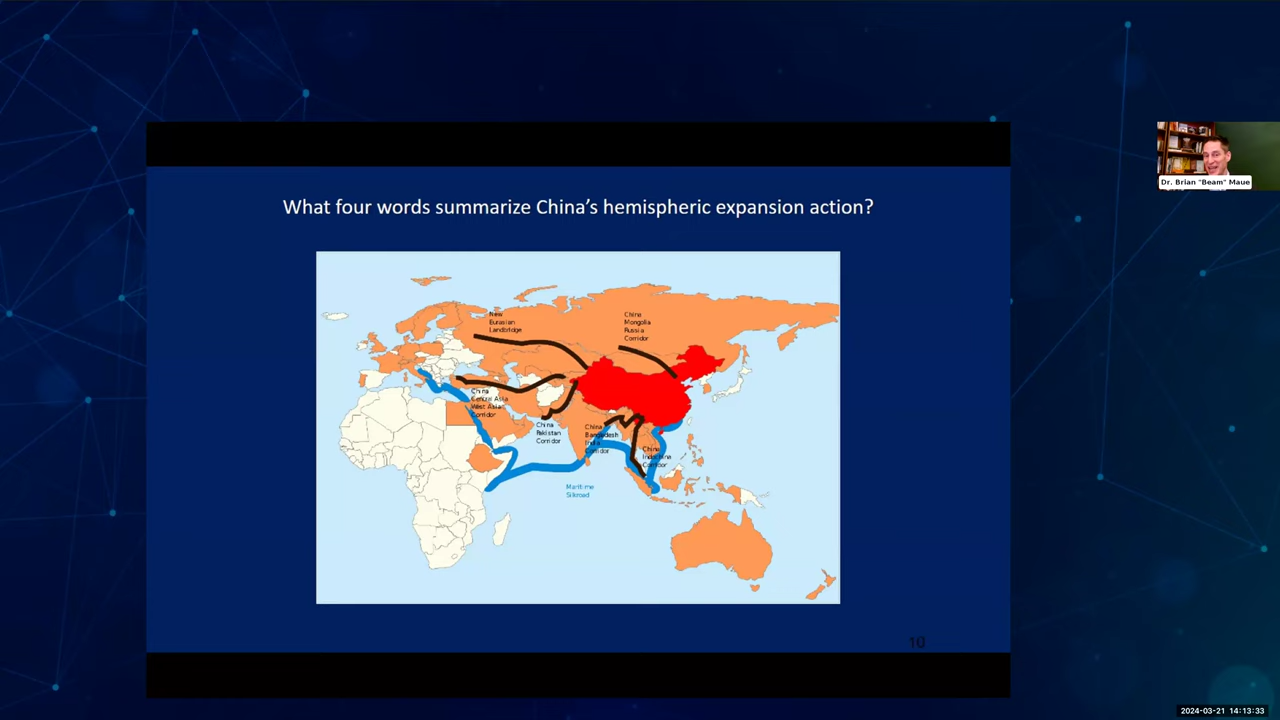 What four words summarize China's hemispheric expansion action?
New
Eurasian
Landbridge
China
Mongolia
Russia
Corridor
China
Central Asia
West Asia
Corridor
China
Pakistan
Corridor
China
Bangladesh
India
Corridor
China
Indochina
Corridor
Maritime
Silkroad
10
Dr. Brian "Beam" Maue
2024-03-21 14:13:33